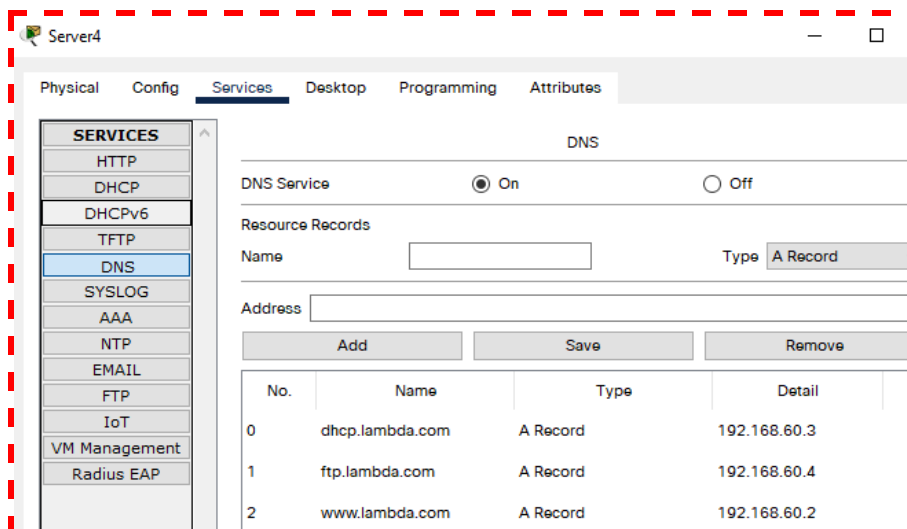 Server4
Physical Config Services Desktop Programming Attributes
SERVICES
HTTP
DHCP
DHCPv6
TFTP
DNS
SYSLOG
AAA
NTP
EMAIL
FTP
IoT
VM Management
Radius EAP
DNS
DNS Service On Off
Resource Records
Name Type A Record
Address
Add Save Remove
No. Name Type Detail
0 dhcp.lambda.com A Record 192.168.60.3
1 ftp.lambda.com A Record 192.168.60.4
2 www.lambda.com A Record 192.168.60.2